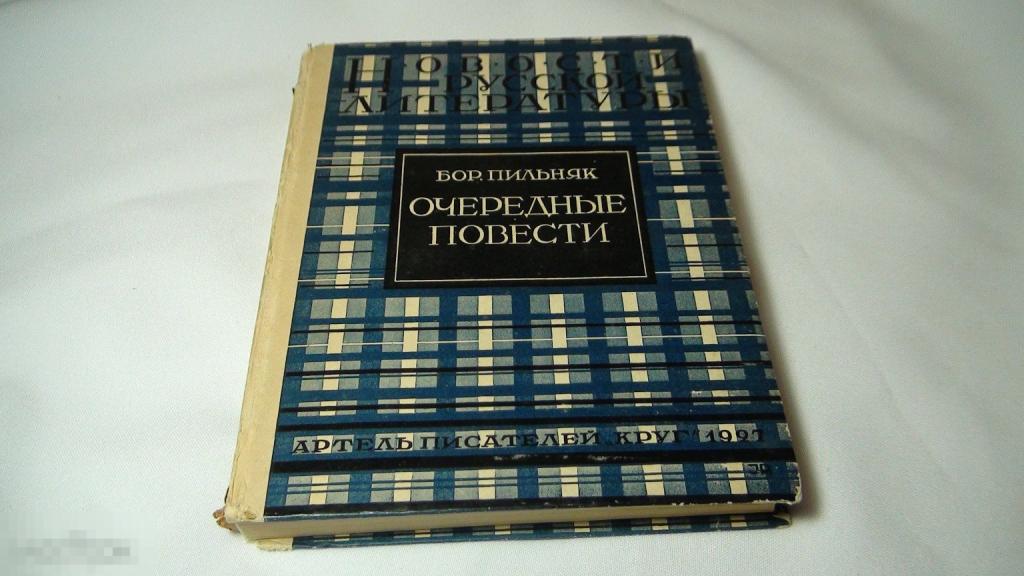 НОВОСТИ
РУССКОЙ
ЛИТЕРАТУРЫ
БОР. ПИЛЬНЯК
ОЧЕРЕДНЫЕ
ПОВЕСТИ
АРТЕЛЬ ПИСАТЕЛЕЙ „КРУГ“ 1927